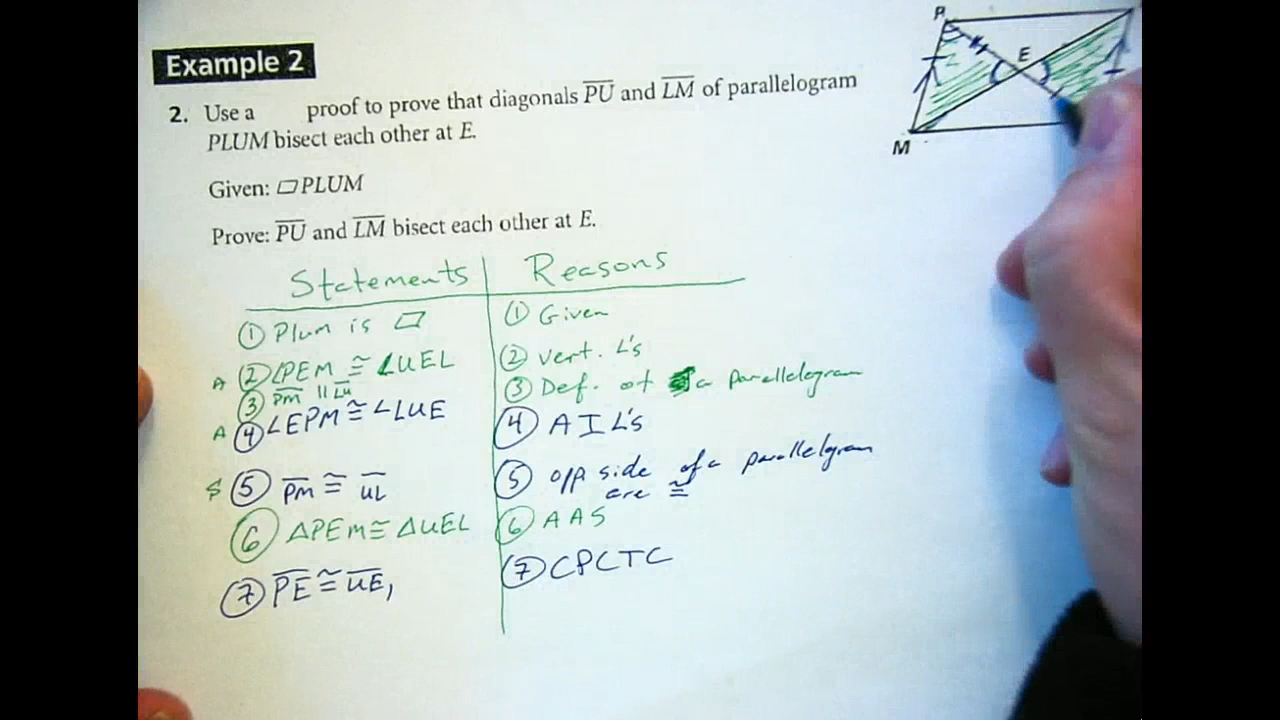 P
E
M
Example 2
2. Use a proof to prove that diagonals PU and LM of parallelogram
PLUM bisect each other at E.
Given: ▱PLUM
Prove: PU and LM bisect each other at E.
Statements Reasons
① Plum is ▱ ① Given
A ② ∠PEM ≅ ∠UEL ② Vert. ∠'s
③ PM || LU ③ Def. of a parallelogram
A ④ ∠EPM ≅ ∠LUE ④ A I ∠'s
S ⑤ PM ≅ UL ⑤ opp side of a parallelogram
are ≅
⑥ △PEM ≅ △UEL ⑥ AAS
⑦ PE ≅ UE, ⑦ CPCTC